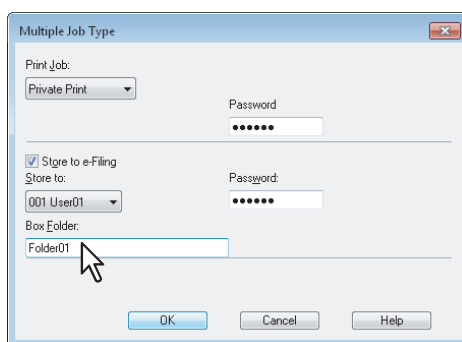 Multiple Job Type
Print Job:
Private Print
Password
●●●●●●
Store to e-Filing
Store to: Password:
001 User01 ●●●●●●
Box Folder:
Folder01
OK Cancel Help